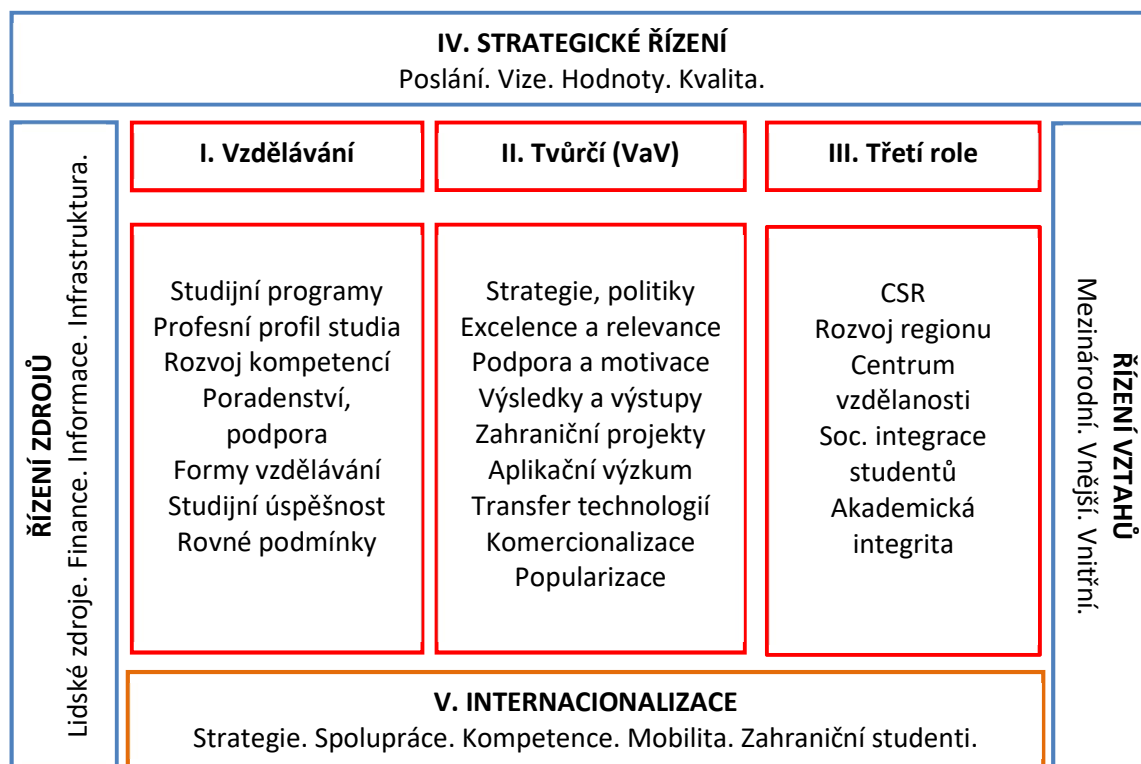 IV. STRATEGICKÉ ŘÍZENÍ
Poslání. Vize. Hodnoty. Kvalita.
ŘÍZENÍ ZDROJŮ
Lidské zdroje. Finance. Informace. Infrastruktura.
I. Vzdělávání
Studijní programy
Profesní profil studia
Rozvoj kompetencí
Poradenství,
podpora
Formy vzdělávání
Studijní úspěšnost
Rovné podmínky
II. Tvůrčí (VaV)
Strategie, politiky
Excelence a relevance
Podpora a motivace
Výsledky a výstupy
Zahraniční projekty
Aplikační výzkum
Transfer technologií
Komercionalizace
Popularizace
III. Třetí role
CSR
Rozvoj regionu
Centrum
vzdělanosti
Soc. integrace
studentů
Akademická
integrita
ŘÍZENÍ VZTAHŮ
Mezinárodní. Vnější. Vnitřní.
V. INTERNACIONALIZACE
Strategie. Spolupráce. Kompetence. Mobilita. Zahraniční studenti.